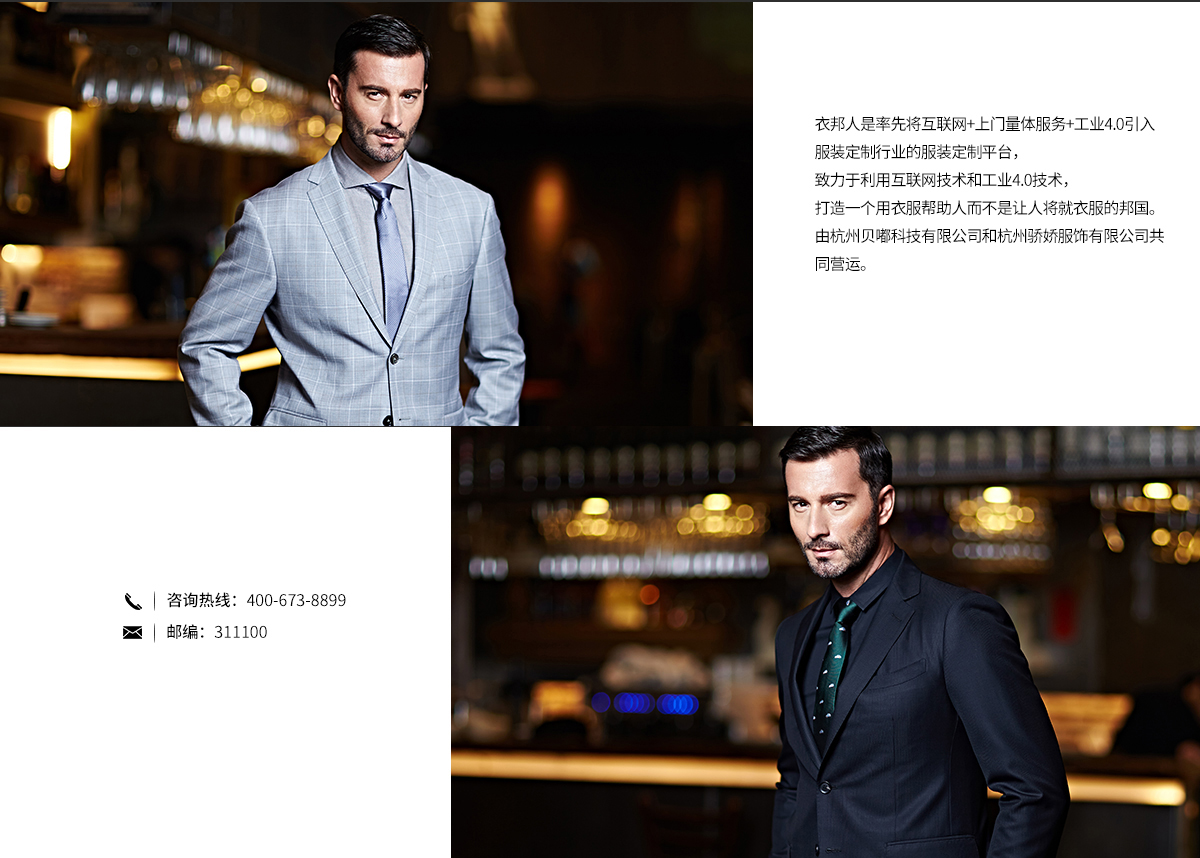 衣邦人是率先将互联网+上门量体服务+工业4.0引入
服装定制行业的服装定制平台，
致力于利用互联网技术和工业4.0技术，
打造一个用衣服帮助人而不是让人将就衣服的邦国。
由杭州贝嘟科技有限公司和杭州骄娇服饰有限公司共
同营运。
咨询热线：400-673-8899
邮编：311100